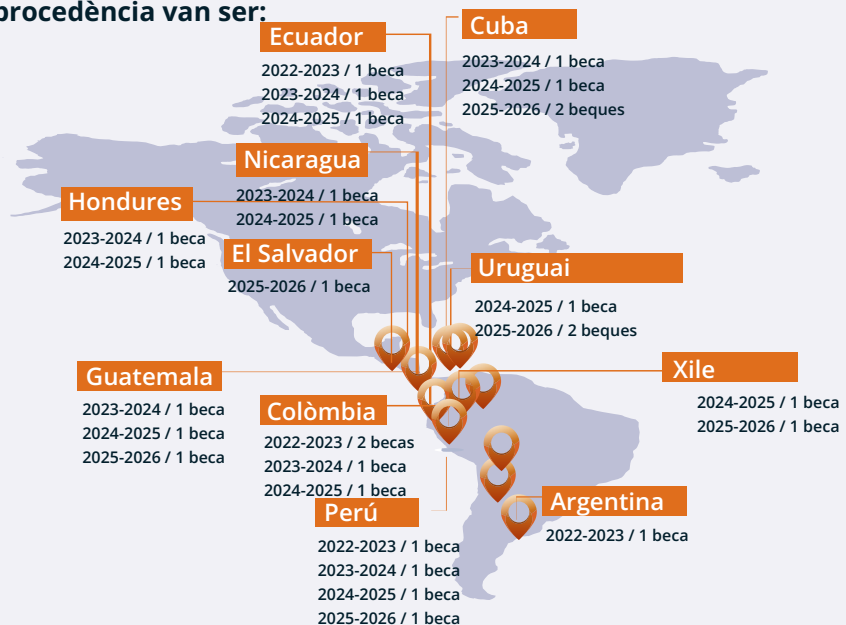 procedència van ser:
Cuba
2023-2024 / 1 beca
2024-2025 / 1 beca
2025-2026 / 2 beques
Ecuador
2022-2023 / 1 beca
2023-2024 / 1 beca
2024-2025 / 1 beca
Nicaragua
2023-2024 / 1 beca
2024-2025 / 1 beca
Hondures
2023-2024 / 1 beca
2024-2025 / 1 beca
El Salvador
2025-2026 / 1 beca
Uruguai
2024-2025 / 1 beca
2025-2026 / 2 beques
Guatemala
2023-2024 / 1 beca
2024-2025 / 1 beca
2025-2026 / 1 beca
Xile
2024-2025 / 1 beca
2025-2026 / 1 beca
Colòmbia
2022-2023 / 2 becas
2023-2024 / 1 beca
2024-2025 / 1 beca
Perú
2022-2023 / 1 beca
2023-2024 / 1 beca
2024-2025 / 1 beca
2025-2026 / 1 beca
Argentina
2022-2023 / 1 beca